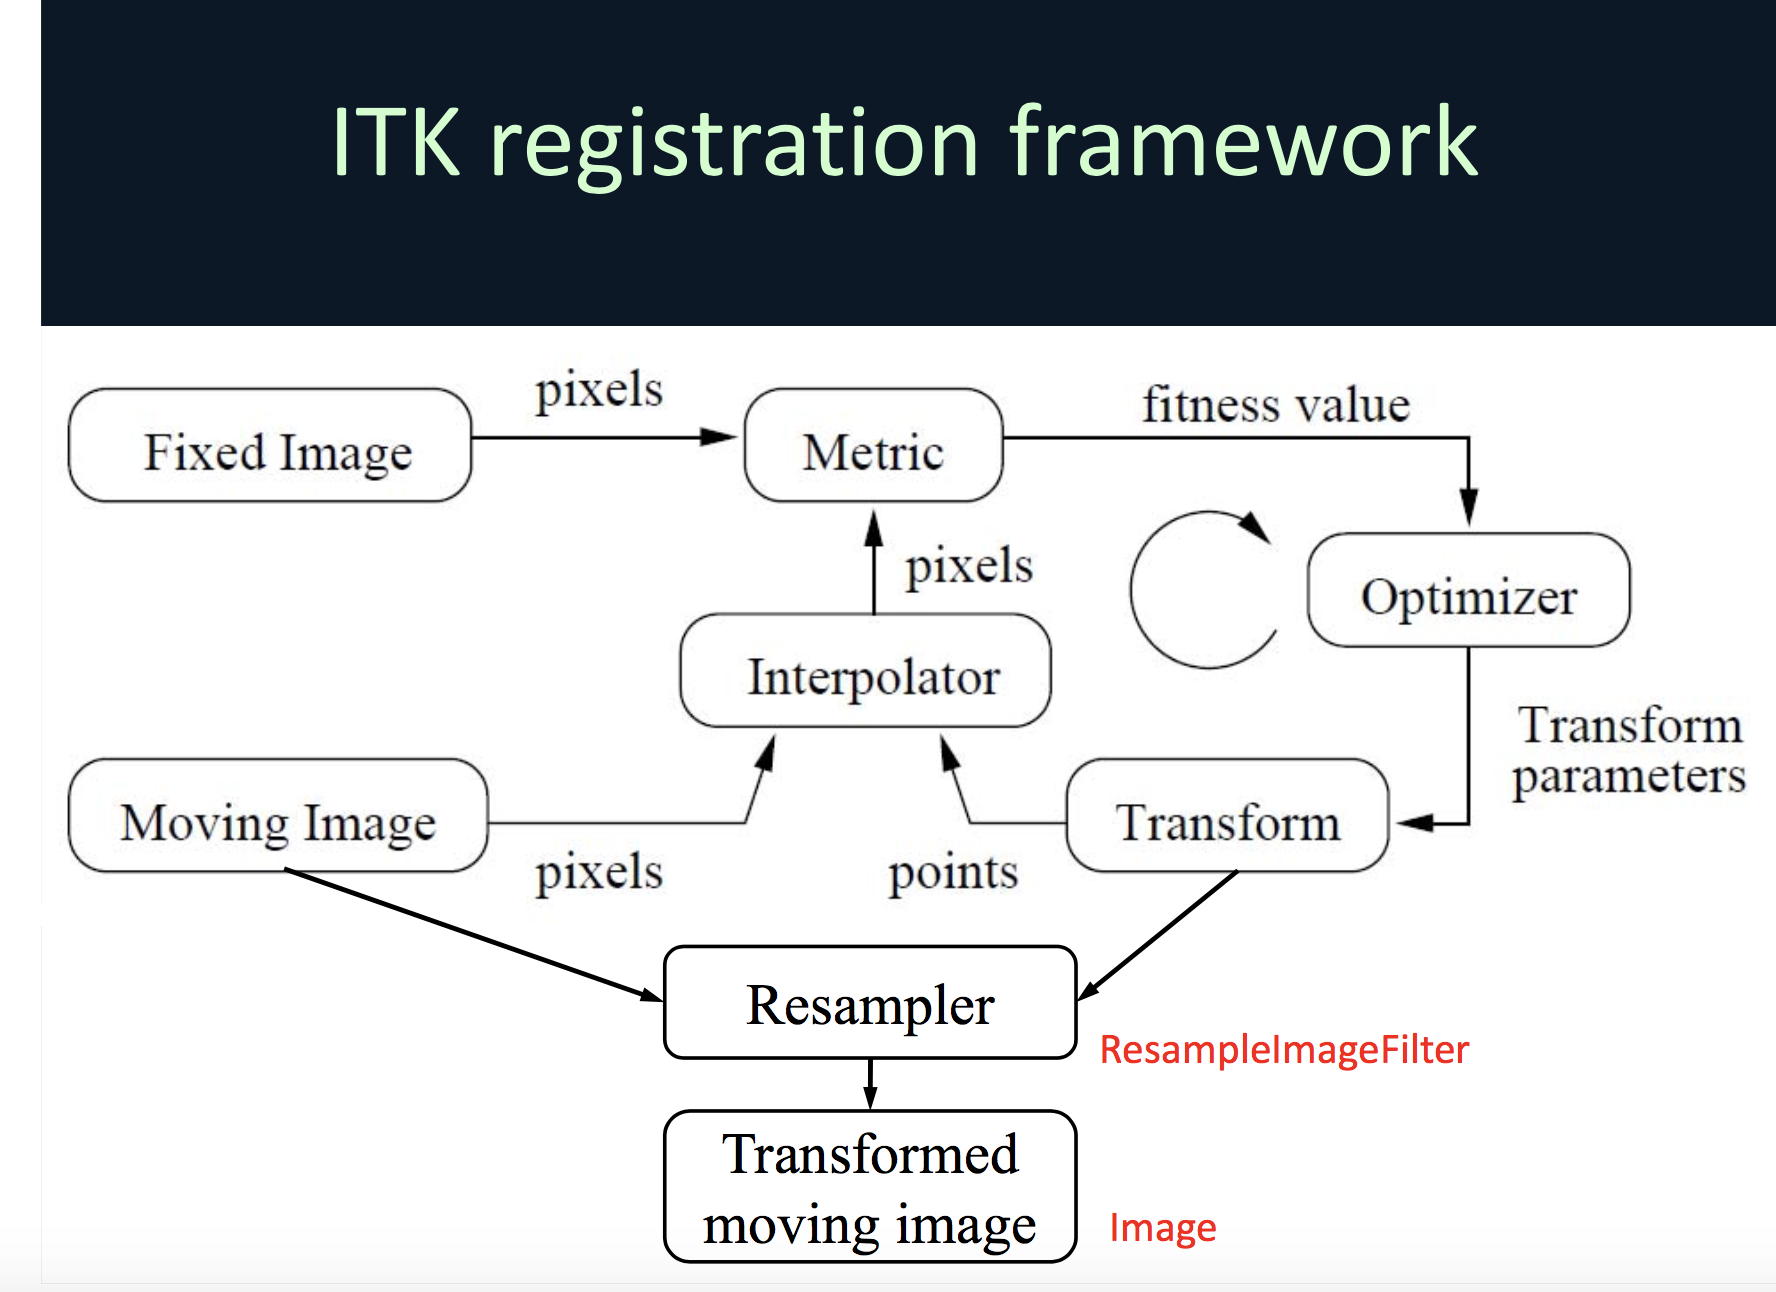 ITK registration framework
pixels
fitness value
Fixed Image
Metric
pixels
Optimizer
Interpolator
Transform
parameters
Moving Image
Transform
pixels
points
Resampler
ResampleImageFilter
Transformed
moving image
Image